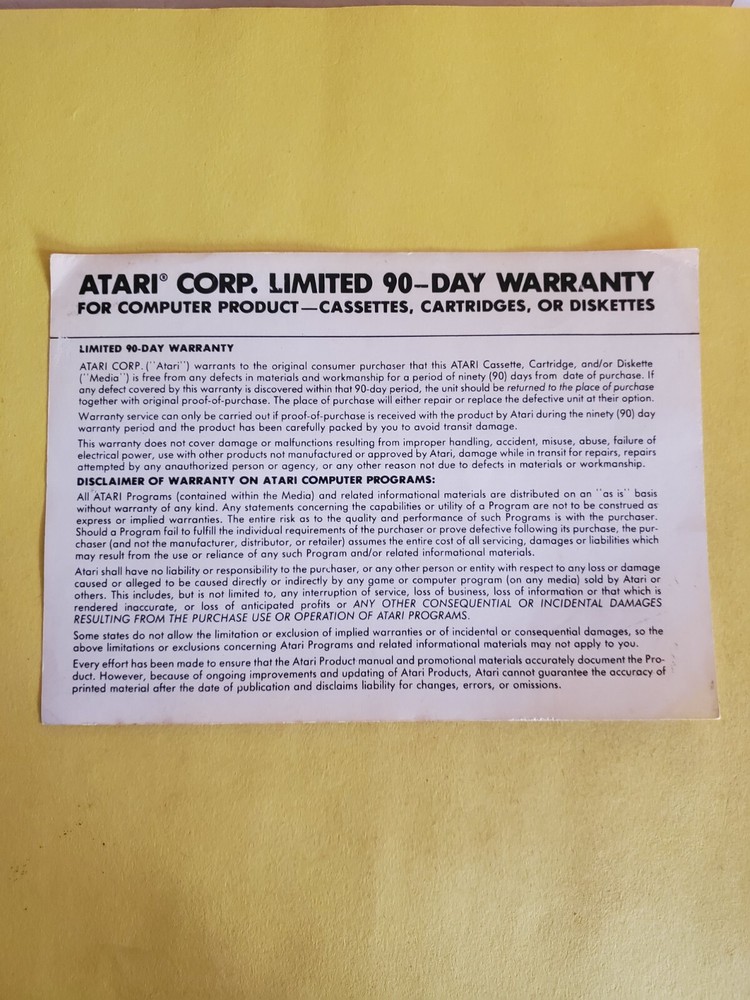 ATARI® CORP. LIMITED 90-DAY WARRANTY
FOR COMPUTER PRODUCT—CASSETTES, CARTRIDGES, OR DISKETTES
LIMITED 90-DAY WARRANTY
ATARI CORP. (''Atari'') warrants to the original consumer purchaser that this ATARI Cassette, Cartridge, and/or Diskette
(''Media'') is free from any defects in materials and workmanship for a period of ninety (90) days from date of purchase. If
any defect covered by this warranty is discovered within that 90-day period, the unit should be returned to the place of purchase
together with original proof-of-purchase. The place of purchase will either repair or replace the defective unit at their option.
Warranty service can only be carried out if proof-of-purchase is received with the product by Atari during the ninety (90) day
warranty period and the product has been carefully packed by you to avoid transit damage.
This warranty does not cover damage or malfunctions resulting from improper handling, accident, misuse, abuse, failure of
electrical power, use with other products not manufactured or approved by Atari, damage while in transit for repairs, repairs
attempted by any anauthorized person or agency, or any other reason not due to defects in materials or workmanship.
DISCLAIMER OF WARRANTY ON ATARI COMPUTER PROGRAMS:
All ATARI Programs (contained within the Media) and related informational materials are distributed on an ''as is'' basis
without warranty of any kind. Any statements concerning the capabilities or utility of a Program are not to be construed as
express or implied warranties. The entire risk as to the quality and performance of such Programs is with the purchaser.
Should a Program fail to fulfill the individual requirements of the purchaser or prove defective following its purchase, the pur-
chaser (and not the manufacturer, distributor, or retailer) assumes the entire cost of all servicing, damages or liabilities which
may result from the use or reliance of any such Program and/or related informational materials.
Atari shall have no liability or responsibility to the purchaser, or any other person or entity with respect to any loss or damage
caused or alleged to be caused directly or indirectly by any game or computer program (on any media) sold by Atari or
others. This includes, but is not limited to, any interruption of service, loss of business, loss of information or that which is
rendered inaccurate, or loss of anticipated profits or ANY OTHER CONSEQUENTIAL OR INCIDENTAL DAMAGES
RESULTING FROM THE PURCHASE USE OR OPERATION OF ATARI PROGRAMS.
Some states do not allow the limitation or exclusion of implied warranties or of incidental or consequential damages, so the
above limitations or exclusions concerning Atari Programs and related informational materials may not apply to you.
Every effort has been made to ensure that the Atari Product manual and promotional materials accurately document the Pro-
duct. However, because of ongoing improvements and updating of Atari Products, Atari cannot guarantee the accuracy of
printed material after the date of publication and disclaims liability for changes, errors, or omissions.